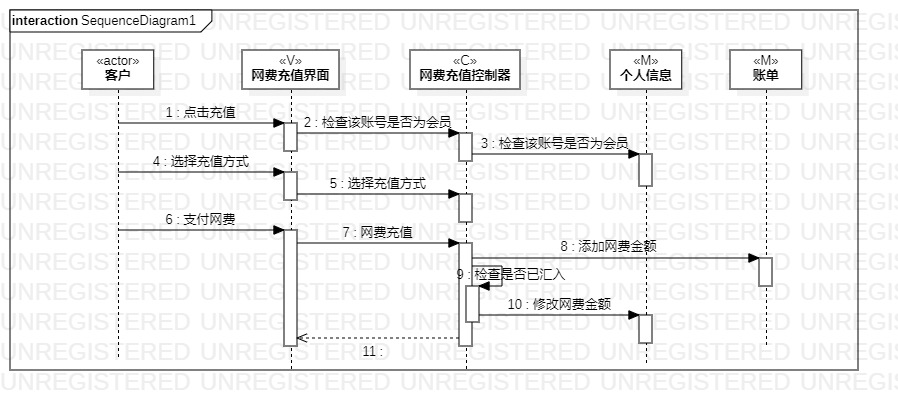 interaction SequenceDiagram1
«actor»
客户
«V»
网费充值界面
«C»
网费充值控制器
«M»
个人信息
«M»
账单
1 : 点击充值
2 : 检查该账号是否为会员
3 : 检查该账号是否为会员
4 : 选择充值方式
5 : 选择充值方式
6 : 支付网费
7 : 网费充值
8 : 添加网费金额
9 : 检查是否已汇入
10 : 修改网费金额
11 :
UNREGISTERED UNREGISTERED UNREGISTERED UNREGISTERED UNREGISTERED